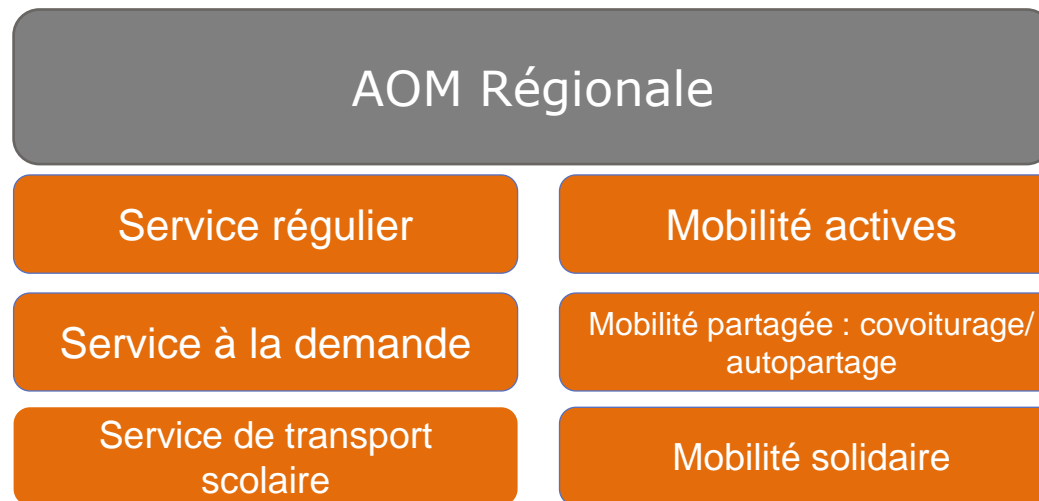 AOM Régionale
Service régulier
Mobilité actives
Service à la demande
Mobilité partagée : covoiturage/
autopartage
Service de transport
scolaire
Mobilité solidaire